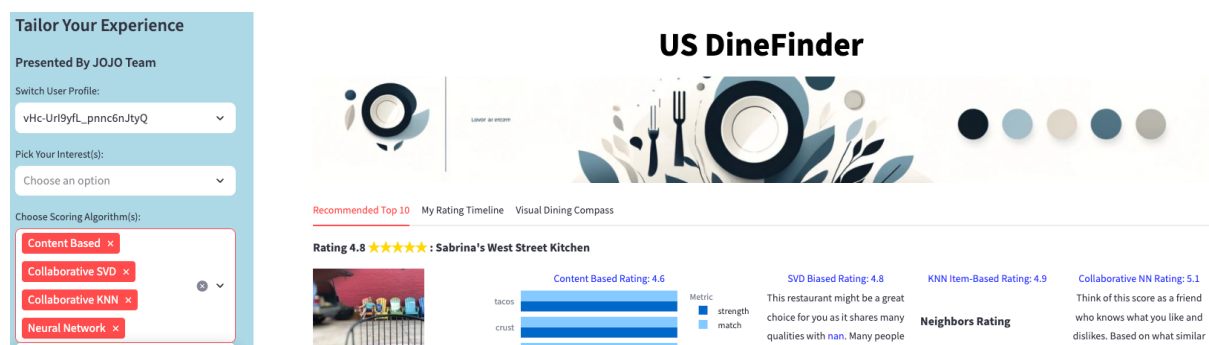 Tailor Your Experience
Presented By JOJO Team
Switch User Profile:
vHc-UrI9yfL_pnnc6nJtyQ
Pick Your Interest(s):
Choose an option
Choose Scoring Algorithm(s):
Content Based ×
Collaborative SVD ×
Collaborative KNN ×
Neural Network ×
US DineFinder
Recommended Top 10 My Rating Timeline Visual Dining Compass
Rating 4.8 ⭐⭐⭐⭐⭐ : Sabrina's West Street Kitchen
Content Based Rating: 4.6
tacos
crust
Metric
strength
match
SVD Biased Rating: 4.8
This restaurant might be a great
choice for you as it shares many
qualities with nan. Many people
KNN Item-Based Rating: 4.9
Neighbors Rating
Collaborative NN Rating: 5.1
Think of this score as a friend
who knows what you like and
dislikes. Based on what similar